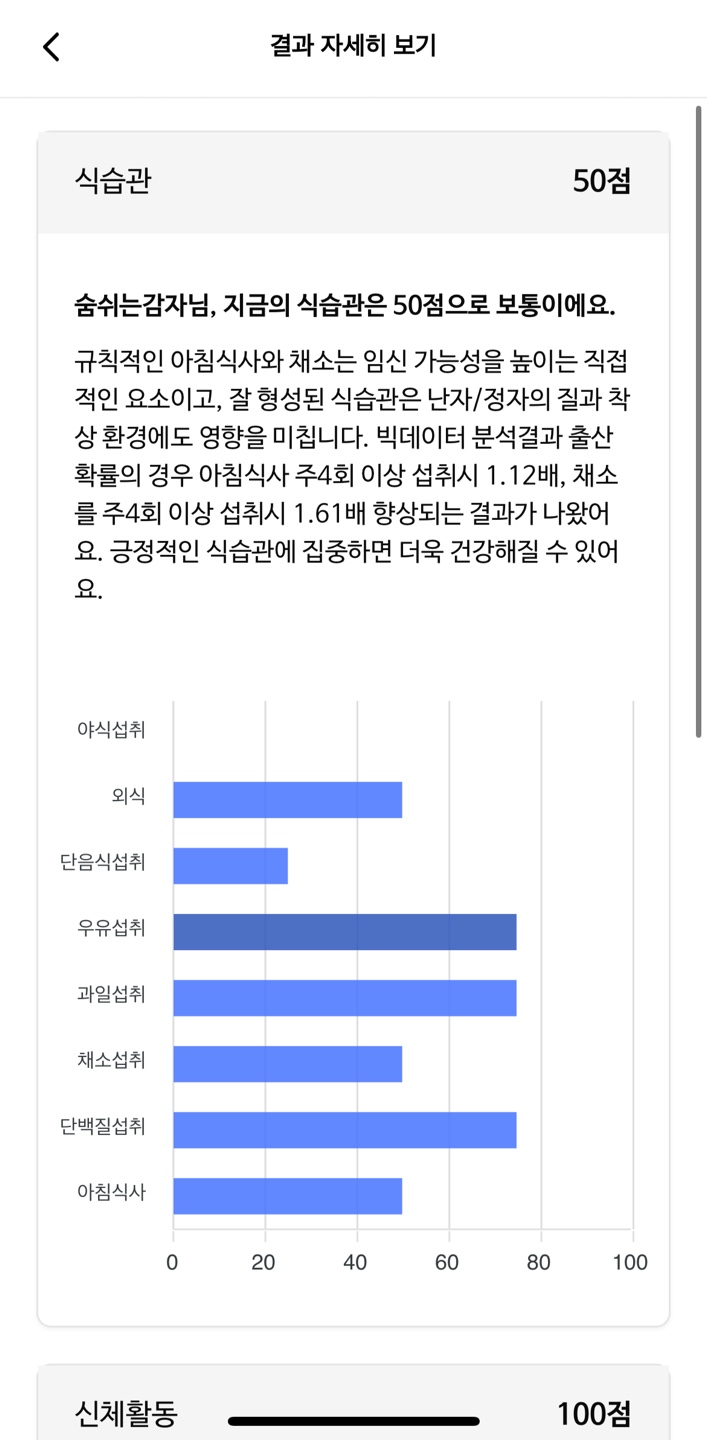 결과 자세히 보기
식습관 50점
숨쉬는감자님, 지금의 식습관은 50점으로 보통이에요.
규칙적인 아침식사와 채소는 임신 가능성을 높이는 직접
적인 요소이고, 잘 형성된 식습관은 난자/정자의 질과 착
상 환경에도 영향을 미칩니다. 빅데이터 분석결과 출산
확률의 경우 아침식사 주4회 이상 섭취시 1.12배, 채소
를 주4회 이상 섭취시 1.61배 향상되는 결과가 나왔어
요. 긍정적인 식습관에 집중하면 더욱 건강해질 수 있어
요.
야식섭취
외식
단음식섭취
우유섭취
과일섭취
채소섭취
단백질섭취
아침식사
0 20 40 60 80 100
신체활동 100점